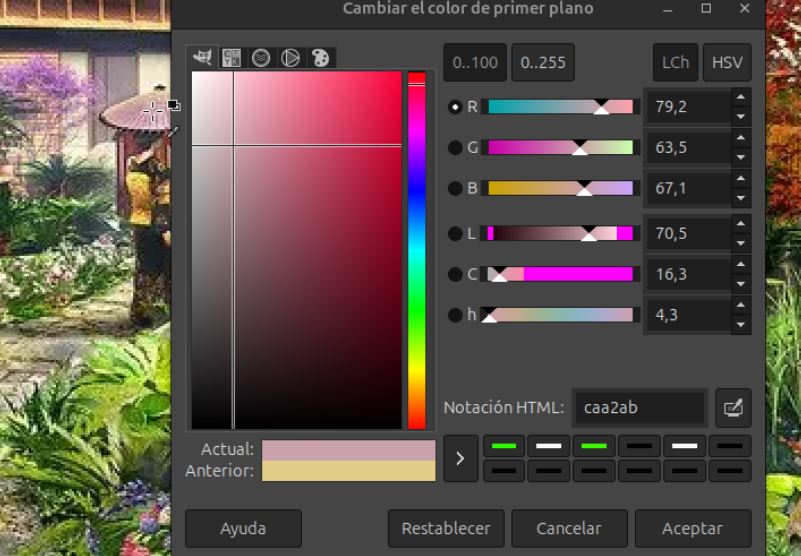 Cambiar el color de primer plano
0..100 0..255 LCh HSV
R 79,2
G 63,5
B 67,1
L 70,5
C 16,3
h 4,3
Notación HTML: caa2ab
Actual:
Anterior:
Ayuda Restablecer Cancelar Aceptar